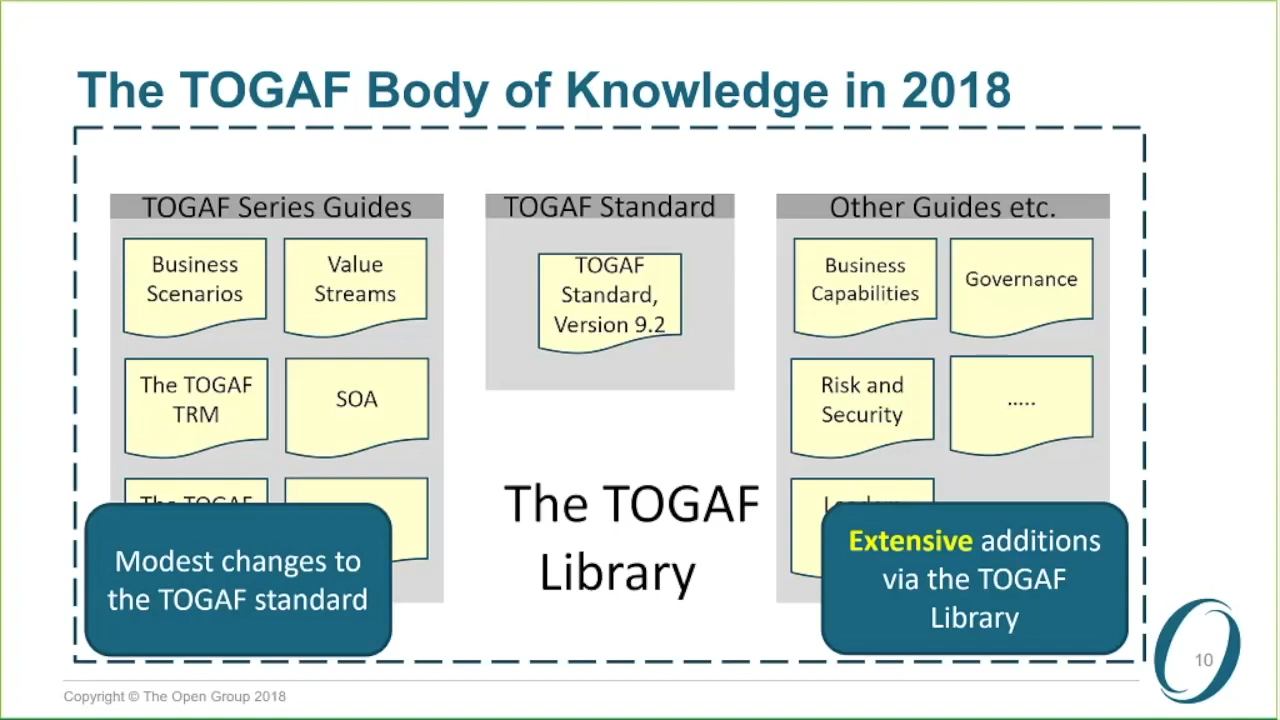 The TOGAF Body of Knowledge in 2018
TOGAF Series Guides
Business
Scenarios
Value
Streams
The TOGAF
TRM
SOA
The TOGAF
Modest changes to
the TOGAF standard
TOGAF Standard
TOGAF
Standard,
Version 9.2
The TOGAF
Library
Other Guides etc.
Business
Capabilities
Governance
Risk and
Security
.....
Extensive additions
via the TOGAF
Library
10
Copyright © The Open Group 2018